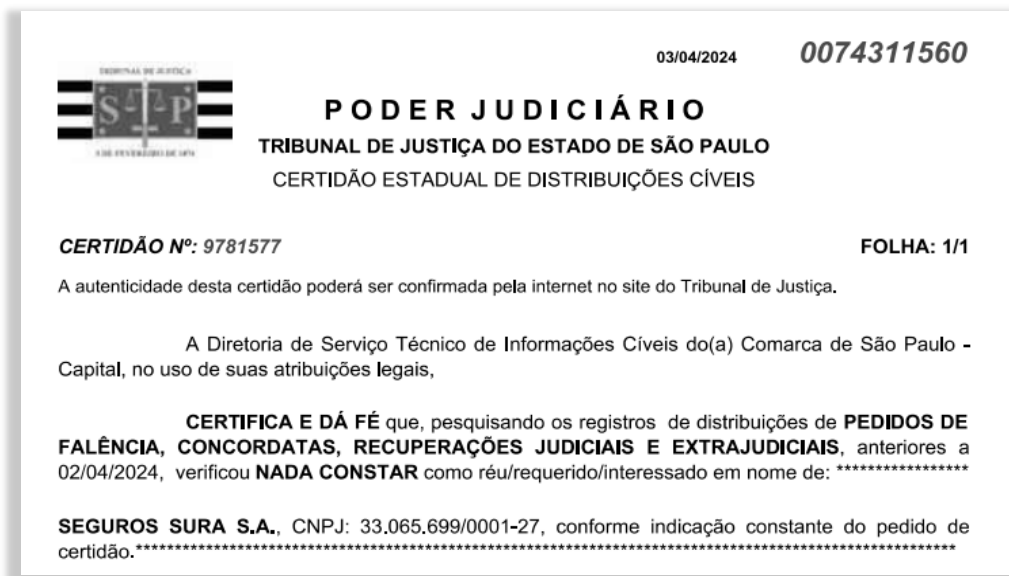 03/04/2024 0074311560
TRIBUNAL DE JUSTIÇA
S P
3 DE FEVEREIRO DE 1874
PODER JUDICIÁRIO
TRIBUNAL DE JUSTIÇA DO ESTADO DE SÃO PAULO
CERTIDÃO ESTADUAL DE DISTRIBUIÇÕES CÍVEIS
CERTIDÃO Nº: 9781577 FOLHA: 1/1
A autenticidade desta certidão poderá ser confirmada pela internet no site do Tribunal de Justiça.
A Diretoria de Serviço Técnico de Informações Cíveis do(a) Comarca de São Paulo -
Capital, no uso de suas atribuições legais,
CERTIFICA E DÁ FÉ que, pesquisando os registros de distribuições de PEDIDOS DE
FALÊNCIA, CONCORDATAS, RECUPERAÇÕES JUDICIAIS E EXTRAJUDICIAIS, anteriores a
02/04/2024, verificou NADA CONSTAR como réu/requerido/interessado em nome de: *****************
SEGUROS SURA S.A., CNPJ: 33.065.699/0001-27, conforme indicação constante do pedido de
certidão.**********************************************************************************************************